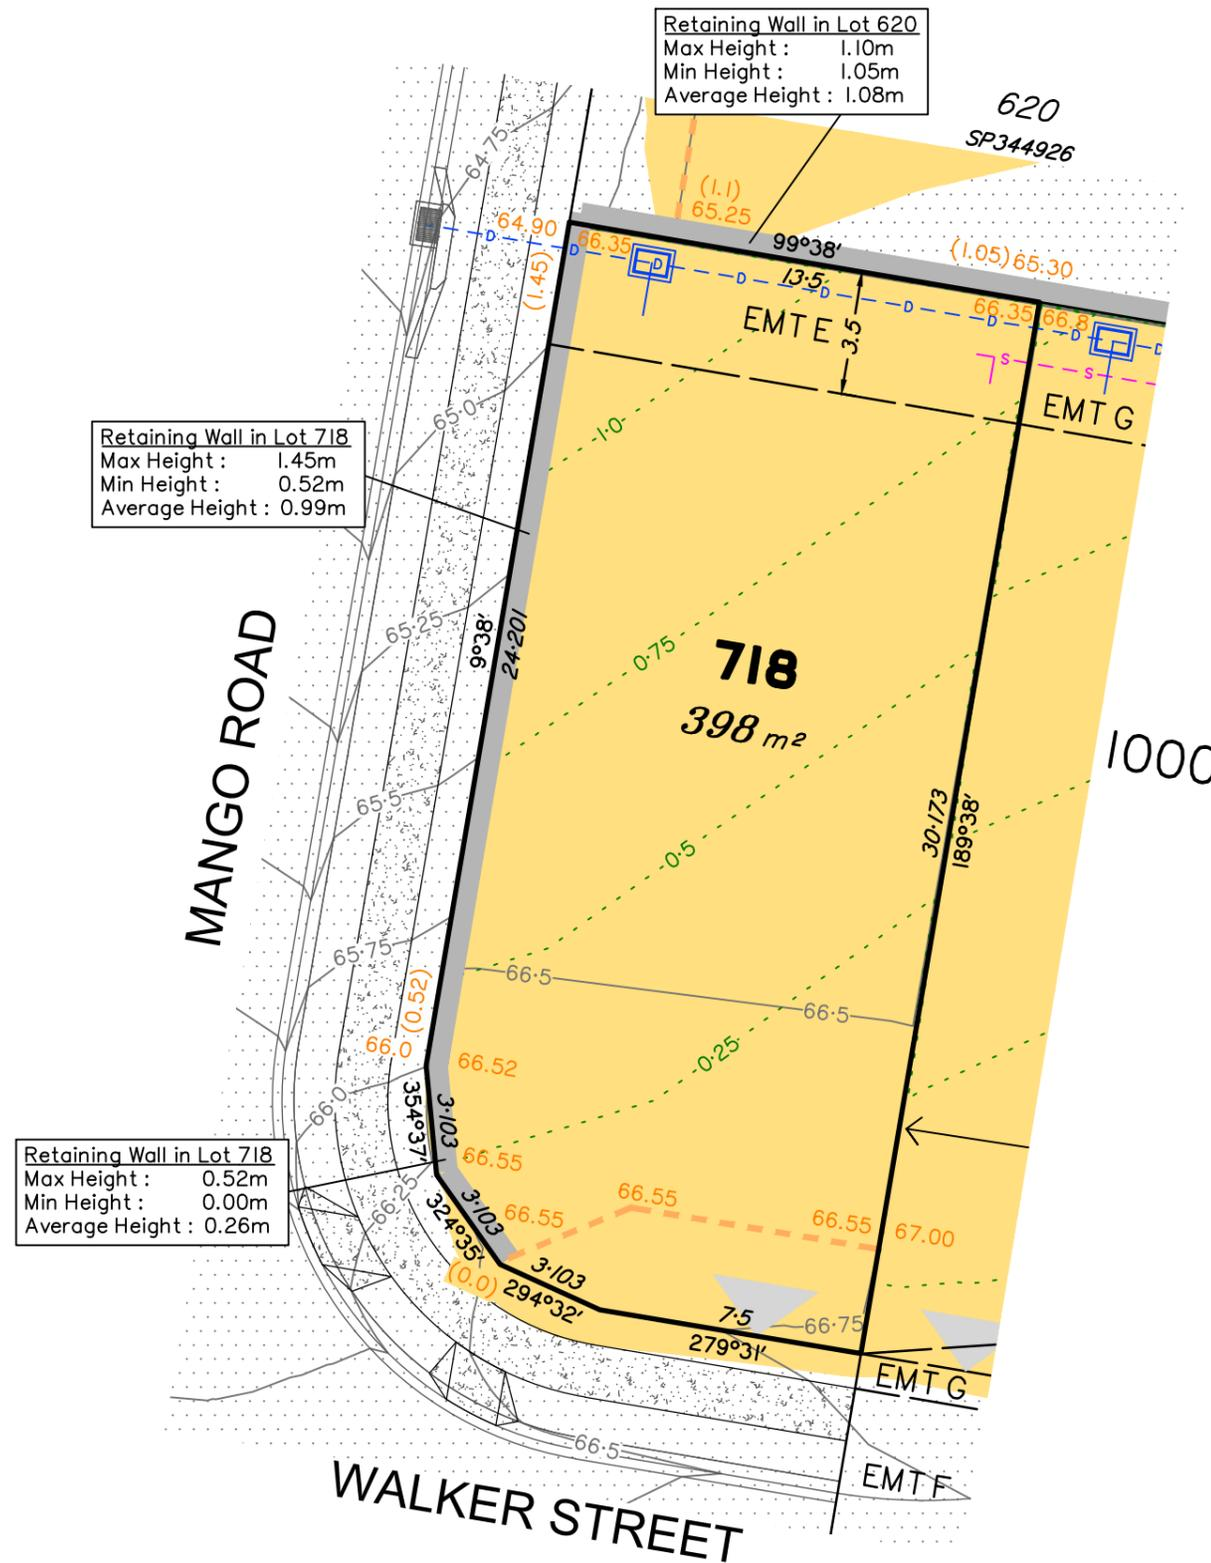 Retaining Wall in Lot 620
Max Height : 1.10m
Min Height : 1.05m
Average Height : 1.08m
620
SP344926
64·75
(1.1)
65.25
64.90
66.35
(1.45)
D
D
D
D
D
D
D
D
D
99°38'
13·5
(1.05) 65.30
66.35
66.8
EMT E
3.5
S
S
EMT G
65·0
1·0
Retaining Wall in Lot 718
Max Height : 1.45m
Min Height : 0.52m
Average Height : 0.99m
65·25
9°38'
24·201
0·75
718
398 m²
1000
MANGO ROAD
65·5
0·5
30·173
189°38'
65·75
66·5
66·5
(0.52)
66.0
66.52
0·25
66·0
354°37'
3·103
Retaining Wall in Lot 718
Max Height : 0.52m
Min Height : 0.00m
Average Height : 0.26m
66.55
66·25
324°35'
3·103
66.55
66.55
66.55
67.00
(0.0)
3·103
294°32'
7·5
279°31'
66·75
EMT G
66·5
EMT F
WALKER STREET